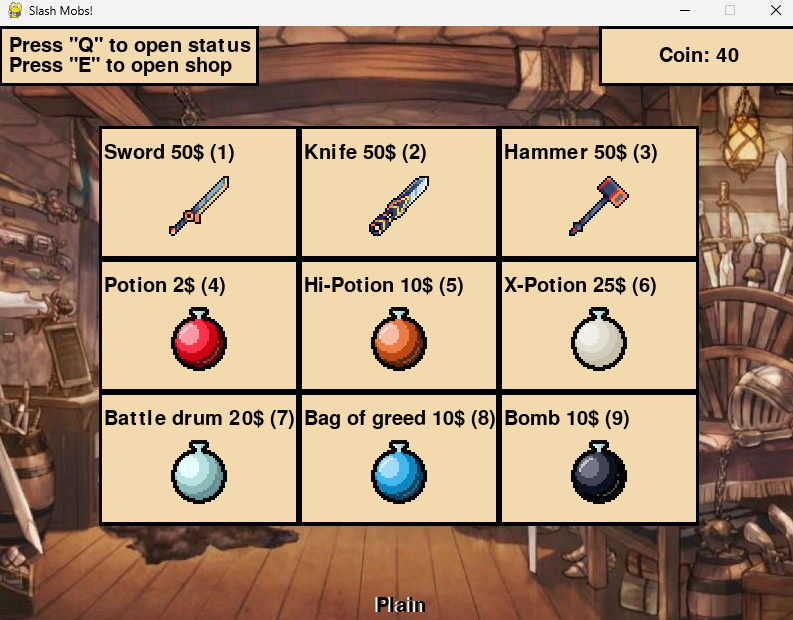 Slash Mobs!
Press "Q" to open status
Press "E" to open shop
Coin: 40
Sword 50$ (1)
Knife 50$ (2)
Hammer 50$ (3)
Potion 2$ (4)
Hi-Potion 10$ (5)
X-Potion 25$ (6)
Battle drum 20$ (7)
Bag of greed 10$ (8)
Bomb 10$ (9)
Plain